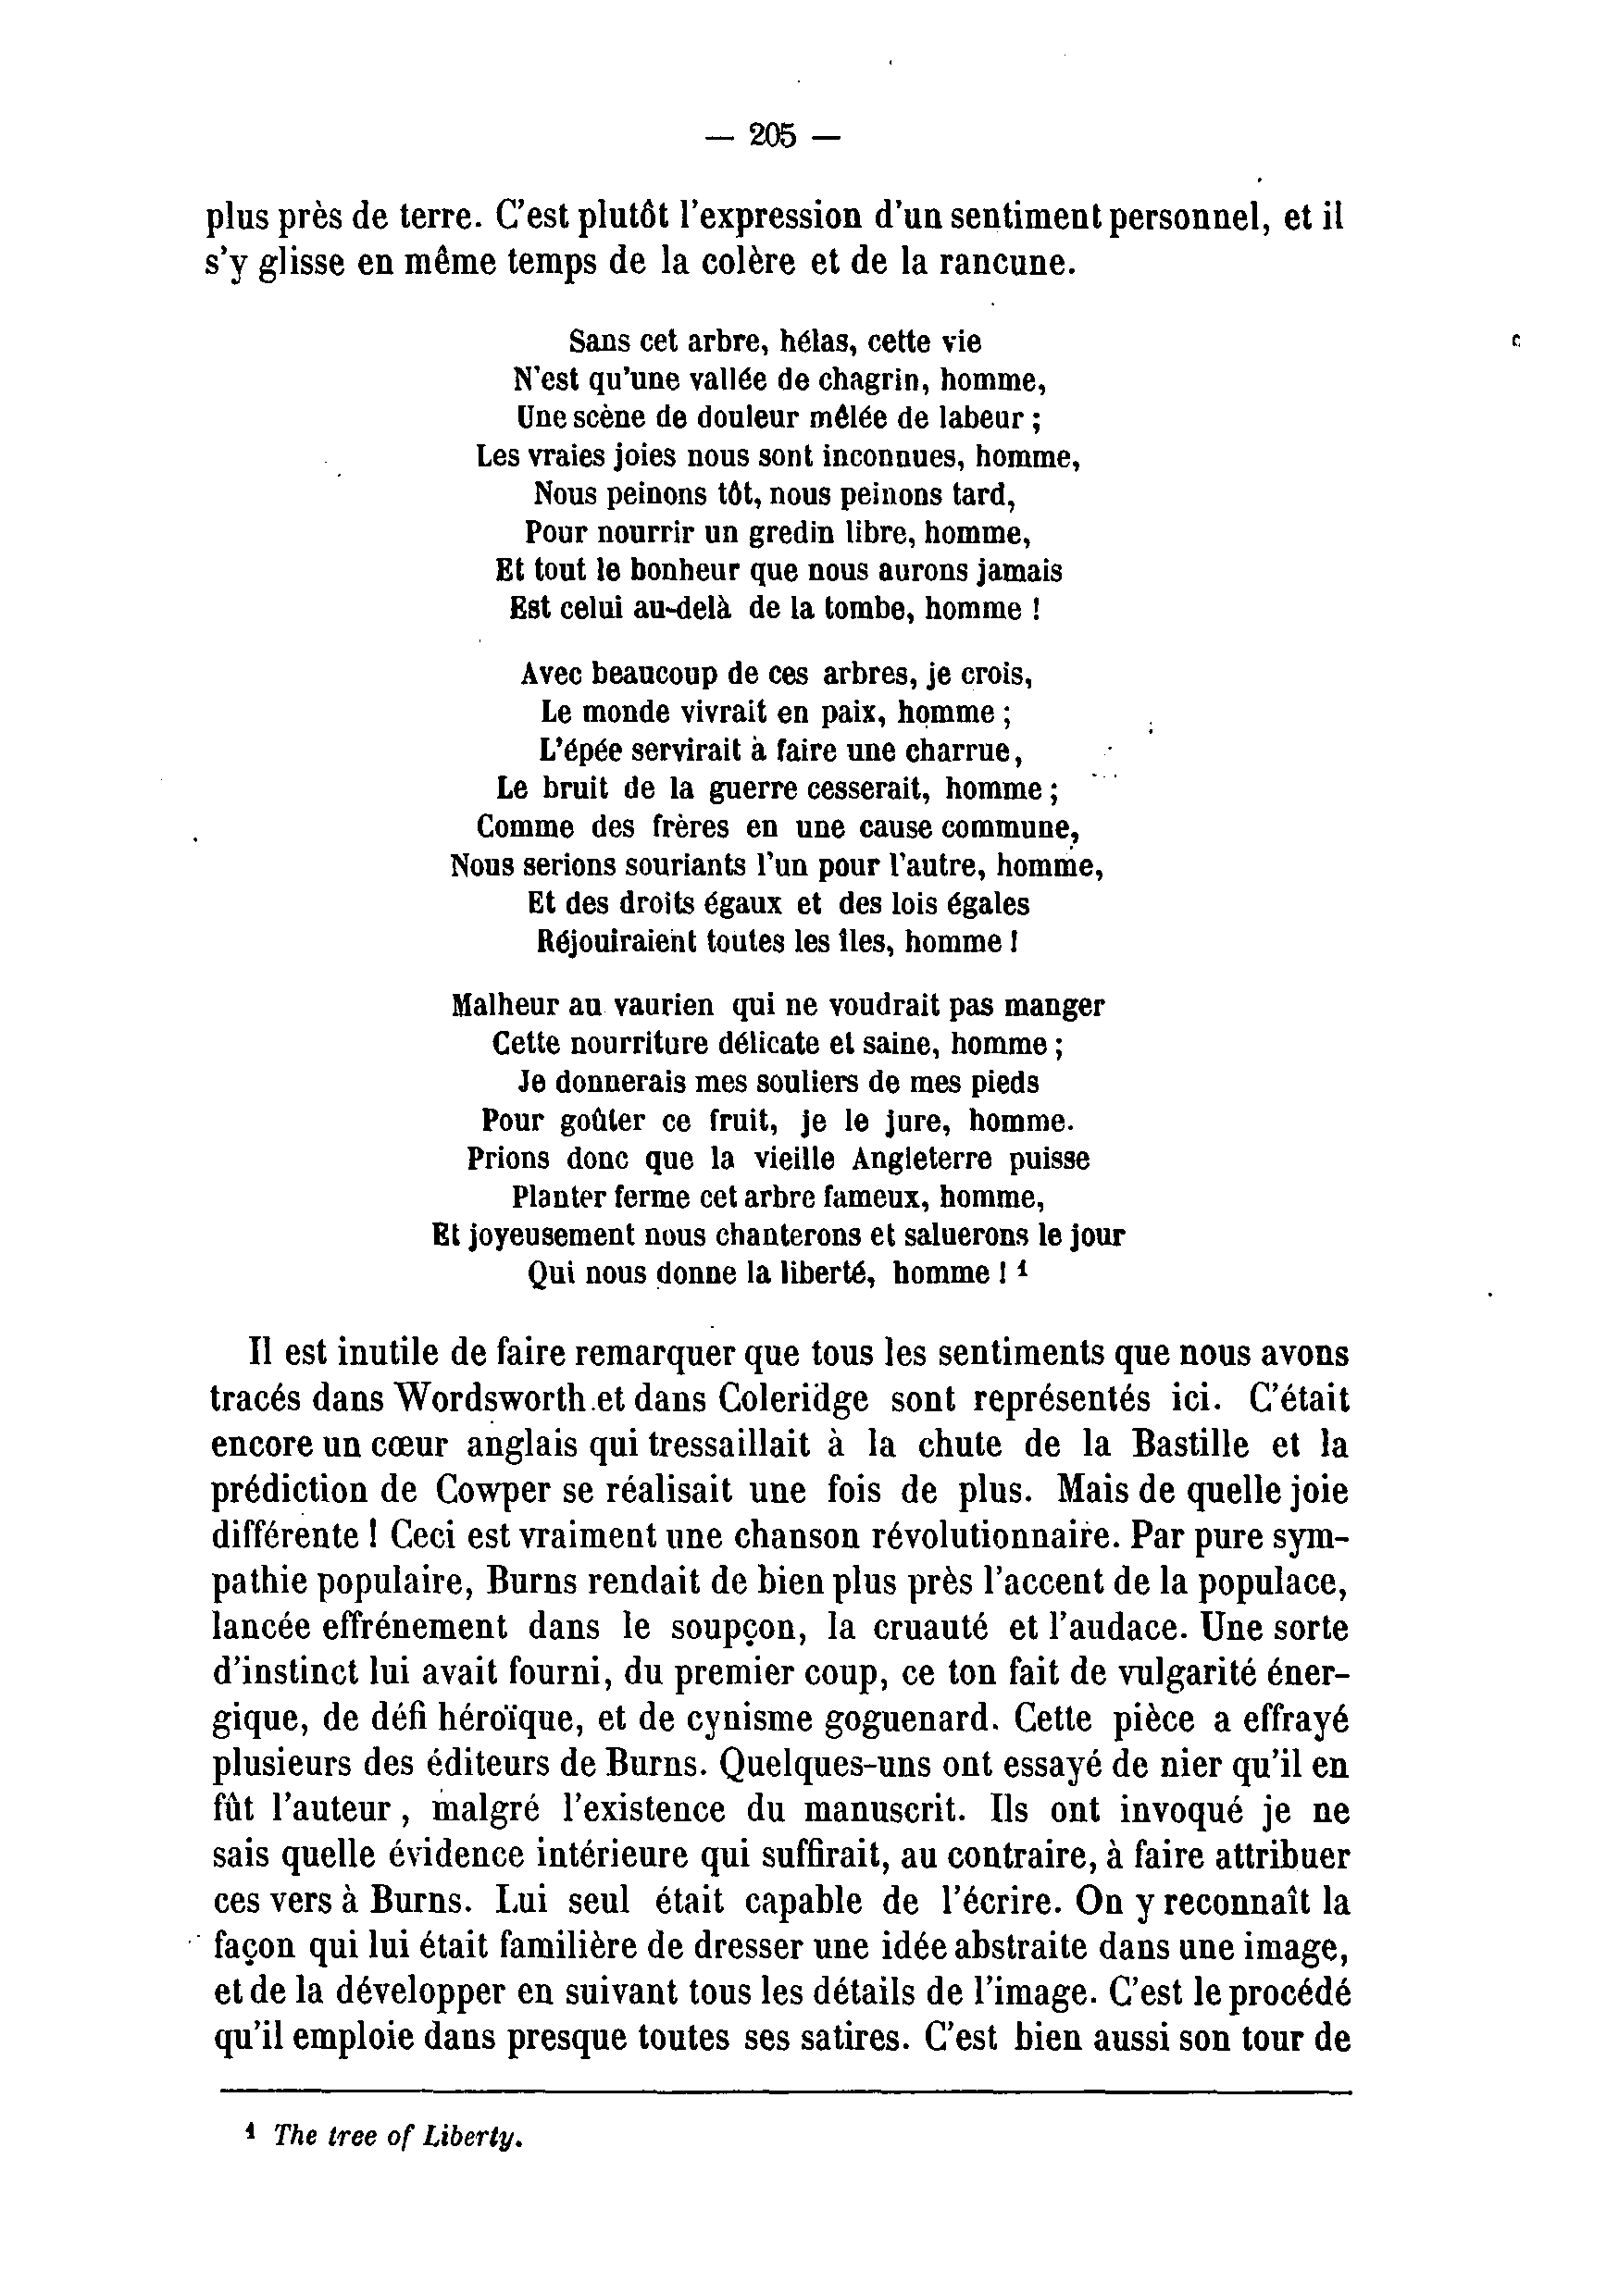 — 205 —
plus près de terre. C'est plutôt l'expression d'un sentiment personnel, et il
s'y glisse en même temps de la colère et de la rancune.
Sans cet arbre, hélas, cette vie
N'est qu'une vallée de chagrin, homme,
Une scène de douleur mêlée de labeur ;
Les vraies joies nous sont inconnues, homme,
Nous peinons tôt, nous peinons tard,
Pour nourrir un gredin libre, homme,
Et tout le bonheur que nous aurons jamais
Est celui au-delà de la tombe, homme !
Avec beaucoup de ces arbres, je crois,
Le monde vivrait en paix, homme ;
L'épée servirait à faire une charrue,
Le bruit de la guerre cesserait, homme ;
Comme des frères en une cause commune,
Nous serions souriants l'un pour l'autre, homme,
Et des droits égaux et des lois égales
Réjouiraient toutes les îles, homme !
Malheur au vaurien qui ne voudrait pas manger
Cette nourriture délicate et saine, homme ;
Je donnerais mes souliers de mes pieds
Pour goûter ce fruit, je le jure, homme.
Prions donc que la vieille Angleterre puisse
Planter ferme cet arbre fameux, homme,
Et joyeusement nous chanterons et saluerons le jour
Qui nous donne la liberté, homme ! ¹
Il est inutile de faire remarquer que tous les sentiments que nous avons
tracés dans Wordsworth et dans Coleridge sont représentés ici. C'était
encore un cœur anglais qui tressaillait à la chute de la Bastille et la
prédiction de Cowper se réalisait une fois de plus. Mais de quelle joie
différente ! Ceci est vraiment une chanson révolutionnaire. Par pure sym-
pathie populaire, Burns rendait de bien plus près l'accent de la populace,
lancée effrénement dans le soupçon, la cruauté et l'audace. Une sorte
d'instinct lui avait fourni, du premier coup, ce ton fait de vulgarité éner-
gique, de défi héroïque, et de cynisme goguenard. Cette pièce a effrayé
plusieurs des éditeurs de Burns. Quelques-uns ont essayé de nier qu'il en
fût l'auteur, malgré l'existence du manuscrit. Ils ont invoqué je ne
sais quelle évidence intérieure qui suffirait, au contraire, à faire attribuer
ces vers à Burns. Lui seul était capable de l'écrire. On y reconnaît la
façon qui lui était familière de dresser une idée abstraite dans une image,
et de la développer en suivant tous les détails de l'image. C'est le procédé
qu'il emploie dans presque toutes ses satires. C'est bien aussi son tour de
¹ The tree of Liberty.